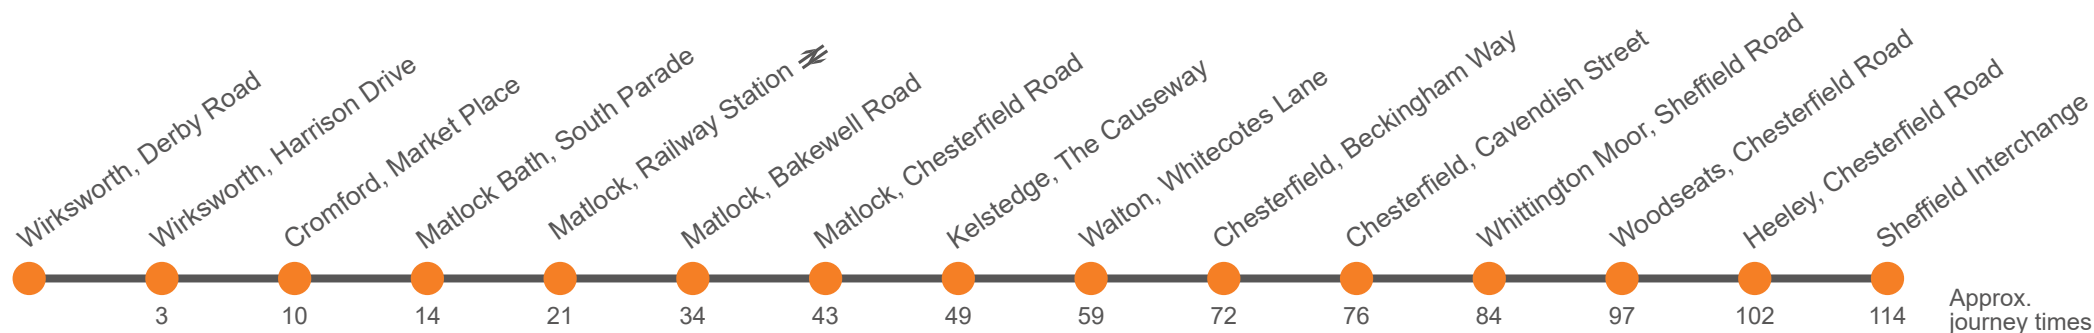 Wirksworth, Derby Road
Wirksworth, Harrison Drive
Cromford, Market Place
Matlock Bath, South Parade
Matlock, Railway Station
Matlock, Bakewell Road
Matlock, Chesterfield Road
Kelstedge, The Causeway
Walton, Whitecotes Lane
Chesterfield, Beckingham Way
Chesterfield, Cavendish Street
Whittington Moor, Sheffield Road
Woodseats, Chesterfield Road
Heeley, Chesterfield Road
Sheffield Interchange
3 10 14 21 34 43 49 59 72 76 84 97 102 114
Approx.
journey times